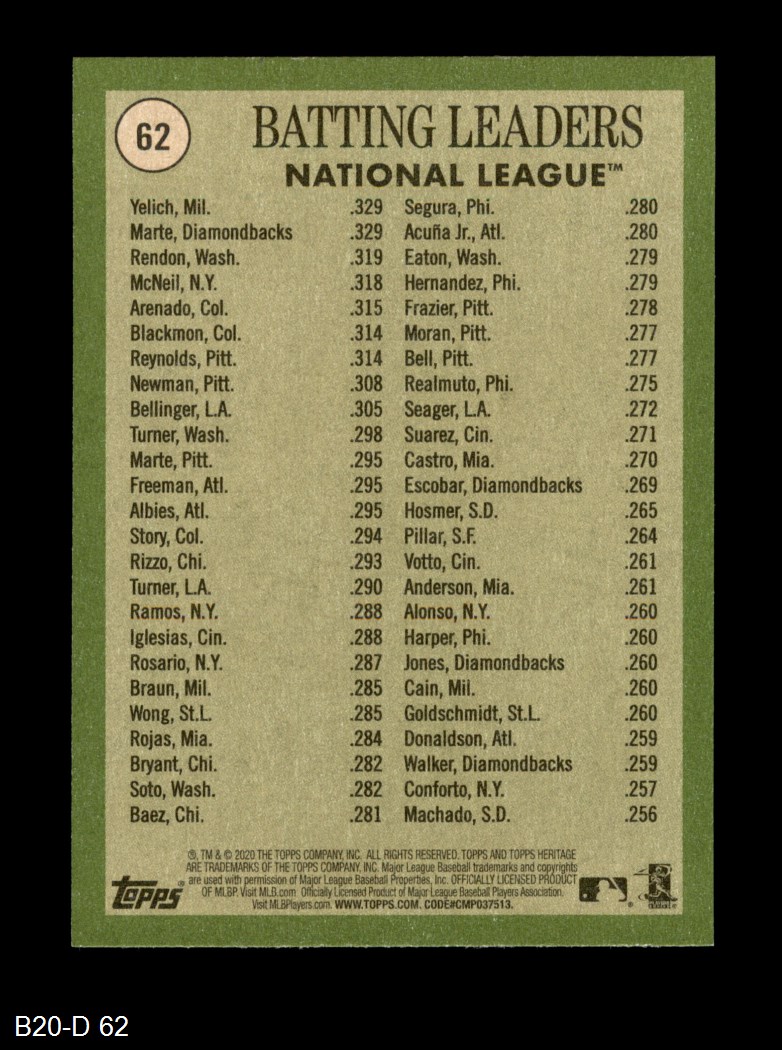 62
BATTING LEADERS
NATIONAL LEAGUE™
Yelich, Mil. .329
Marte, Diamondbacks .329
Rendon, Wash. .319
McNeil, N.Y. .318
Arenado, Col. .315
Blackmon, Col. .314
Reynolds, Pitt. .314
Newman, Pitt. .308
Bellinger, L.A. .305
Turner, Wash. .298
Marte, Pitt. .295
Freeman, Atl. .295
Albies, Atl. .295
Story, Col. .294
Rizzo, Chi. .293
Turner, L.A. .290
Ramos, N.Y. .288
Iglesias, Cin. .288
Rosario, N.Y. .287
Braun, Mil. .285
Wong, St.L. .285
Rojas, Mia. .284
Bryant, Chi. .282
Soto, Wash. .282
Baez, Chi. .281
Segura, Phi. .280
Acuña Jr., Atl. .280
Eaton, Wash. .279
Hernandez, Phi. .279
Frazier, Pitt. .278
Moran, Pitt. .277
Bell, Pitt. .277
Realmuto, Phi. .275
Seager, L.A. .272
Suarez, Cin. .271
Castro, Mia. .270
Escobar, Diamondbacks .269
Hosmer, S.D. .265
Pillar, S.F. .264
Votto, Cin. .261
Anderson, Mia. .261
Alonso, N.Y. .260
Harper, Phi. .260
Jones, Diamondbacks .260
Cain, Mil. .260
Goldschmidt, St.L. .260
Donaldson, Atl. .259
Walker, Diamondbacks .259
Conforto, N.Y. .257
Machado, S.D. .256
®, TM & © 2020 THE TOPPS COMPANY, INC. ALL RIGHTS RESERVED. TOPPS AND TOPPS HERITAGE
ARE TRADEMARKS OF THE TOPPS COMPANY, INC. Major League Baseball trademarks and copyrights
are used with permission of Major League Baseball Properties, Inc. OFFICIALLY LICENSED PRODUCT
OF MLBP. Visit MLB.com. Officially Licensed Product of Major League Baseball Players Association.
Visit MLBPlayers.com. WWW.TOPPS.COM. CODE#CMP037513.
TOPPS®
B20-D 62